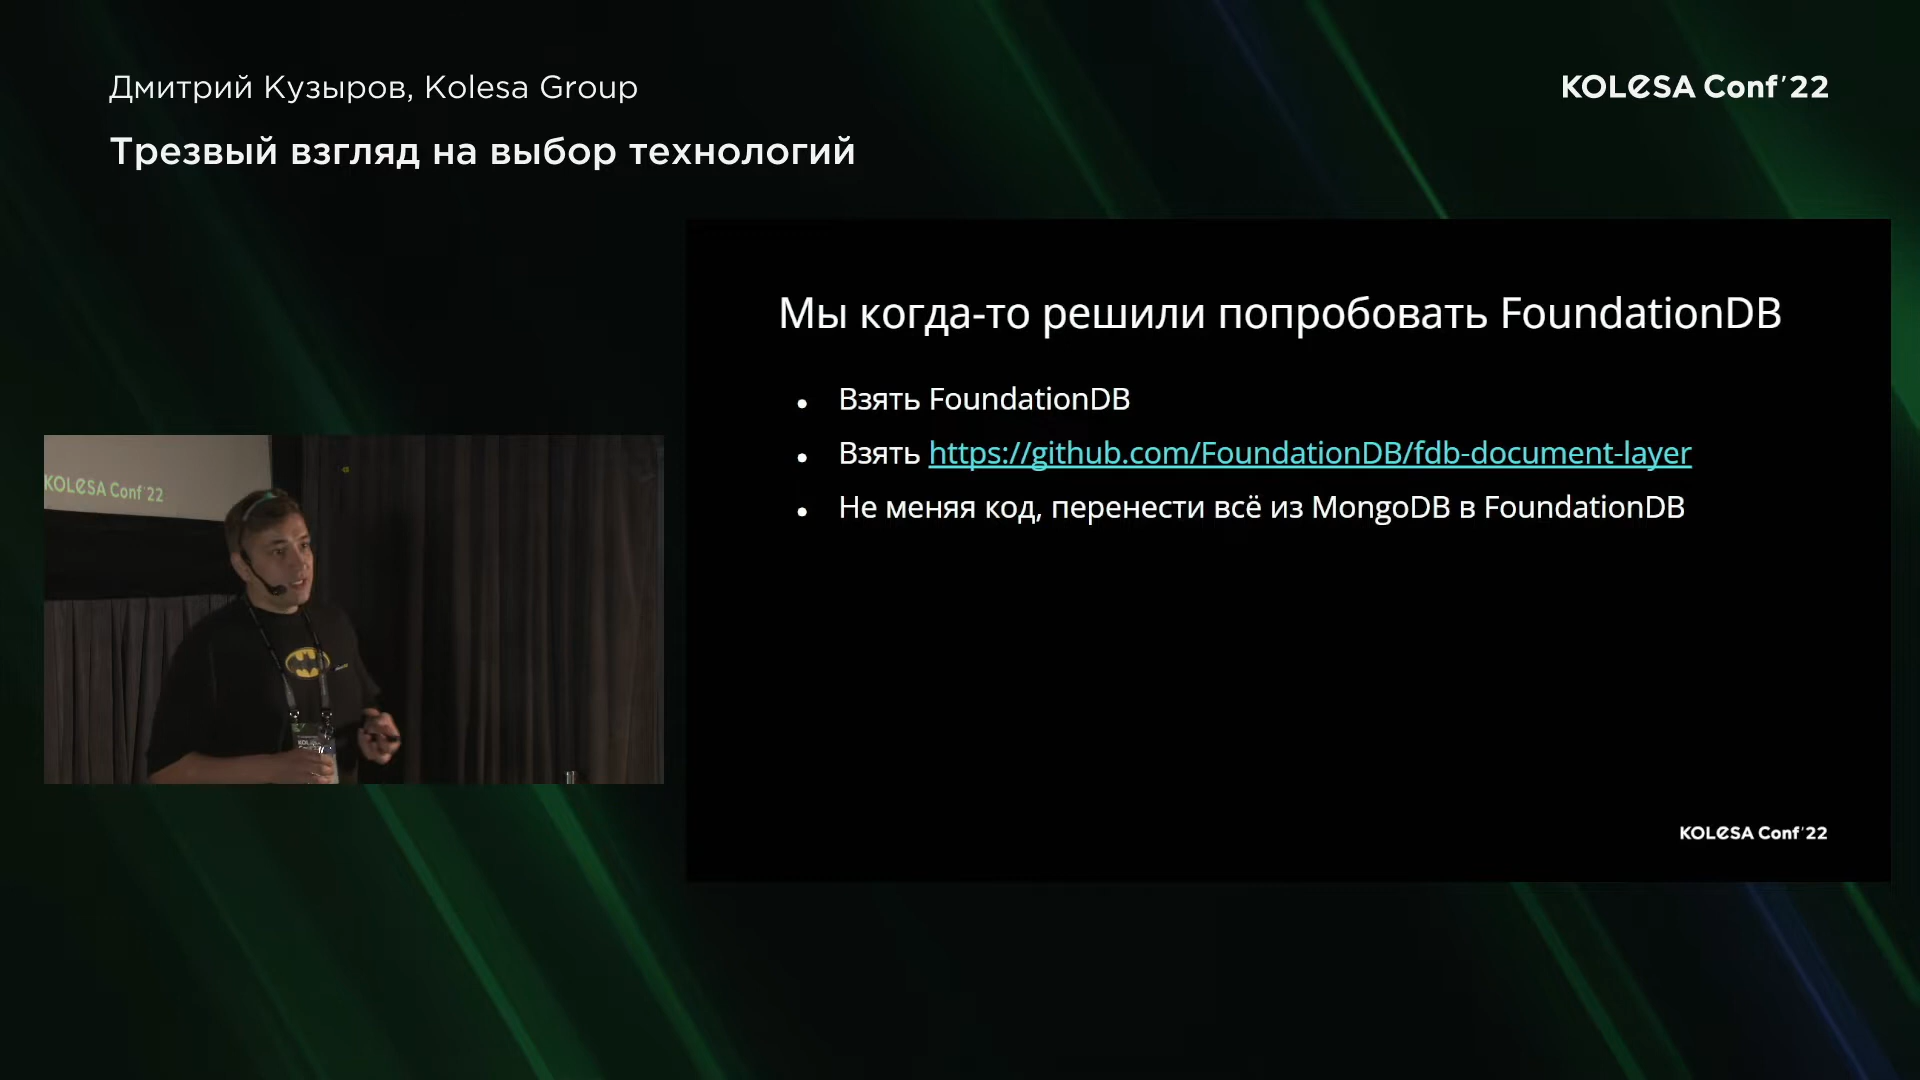 Дмитрий Кузыров, Kolesa Group
KOLESA Conf'22
Трезвый взгляд на выбор технологий
Мы когда-то решили попробовать FoundationDB
• Взять FoundationDB
• Взять https://github.com/FoundationDB/fdb-document-layer
• Не меняя код, перенести всё из MongoDB в FoundationDB
KOLESA Conf'22
KOLESA Conf'22